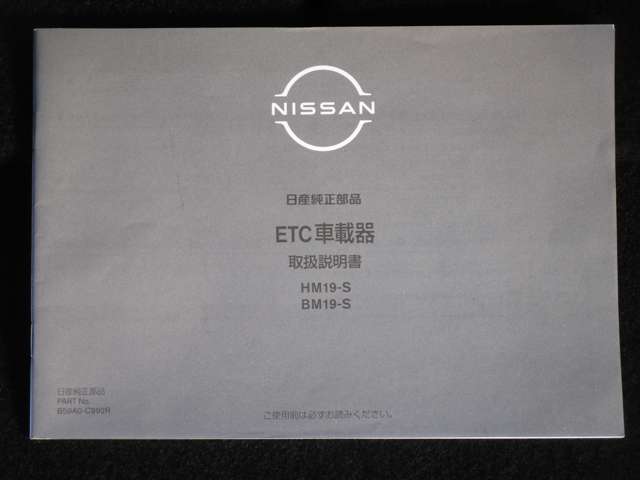 NISSAN
日産純正部品
ETC車載器
取扱説明書
HM19-S
BM19-S
日産純正部品
PART No.
B59A0-C992R
ご使用前は必ずお読みください。